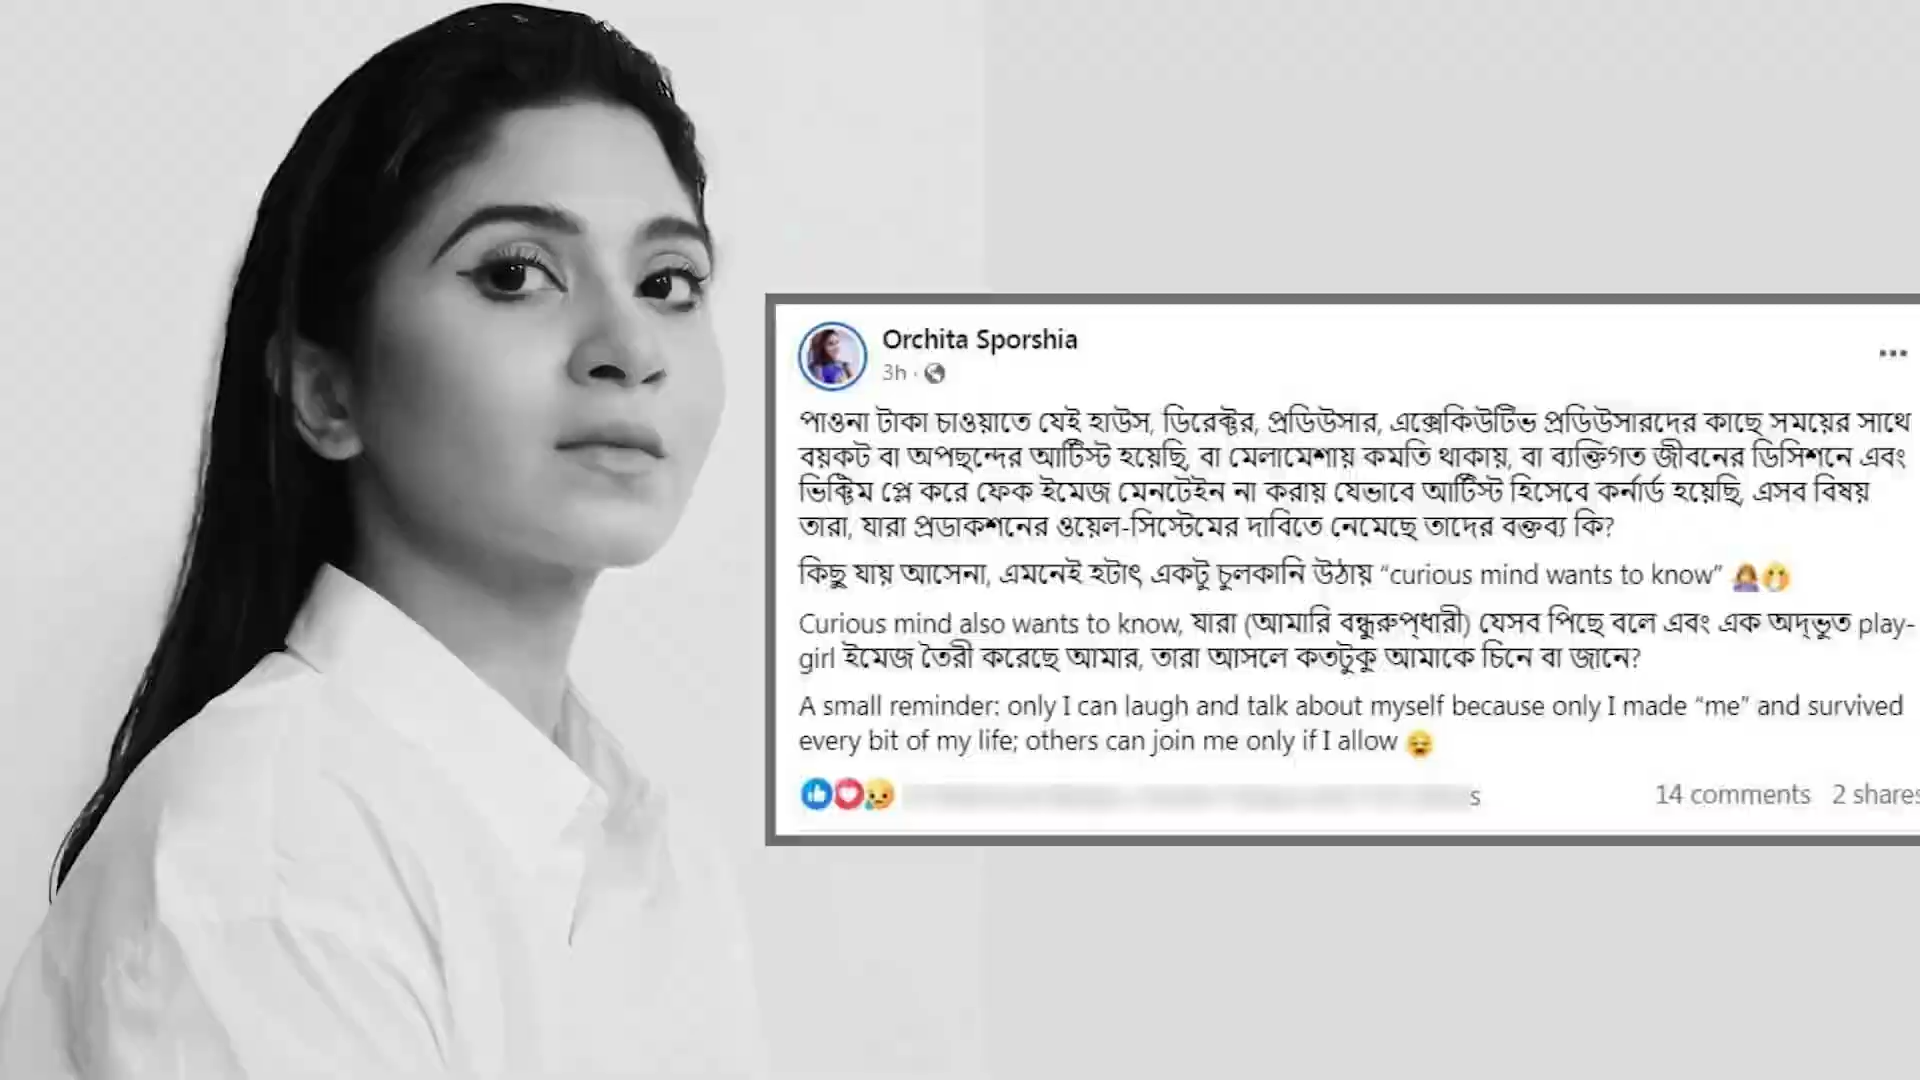 Orchita Sporshia
3h ·
পাওনা টাকা চাওয়াতে যেই হাউস, ডিরেক্টর, প্রডিউসার, এক্সেকিউটিভ প্রডিউসারদের কাছে সময়ের সাথে
বয়কট বা অপছন্দের আর্টিস্ট হয়েছি, বা মেলামেশায় কমতি থাকায়, বা ব্যক্তিগত জীবনের ডিসিশনে এবং
ভিক্টিম প্লে করে ফেক ইমেজ মেনটেইন না করায় যেভাবে আর্টিস্ট হিসেবে কর্নার্ড হয়েছি, এসব বিষয়
তারা, যারা প্রডাকশনের ওয়েল-সিস্টেমের দাবিতে নেমেছে তাদের বক্তব্য কি?
কিছু যায় আসেনা, এমনেই হটাৎ একটু চুলকানি উঠায় “curious mind wants to know” 🤦‍♀️🤭
Curious mind also wants to know, যারা (আমারি বন্ধুরুপ্ধারী) যেসব পিছে বলে এবং এক অদ্ভুত play-
girl ইমেজ তৈরী করেছে আমার, তারা আসলে কতটুকু আমাকে চিনে বা জানে?
A small reminder: only I can laugh and talk about myself because only I made “me” and survived
every bit of my life; others can join me only if I allow
s
14 comments 2 shares